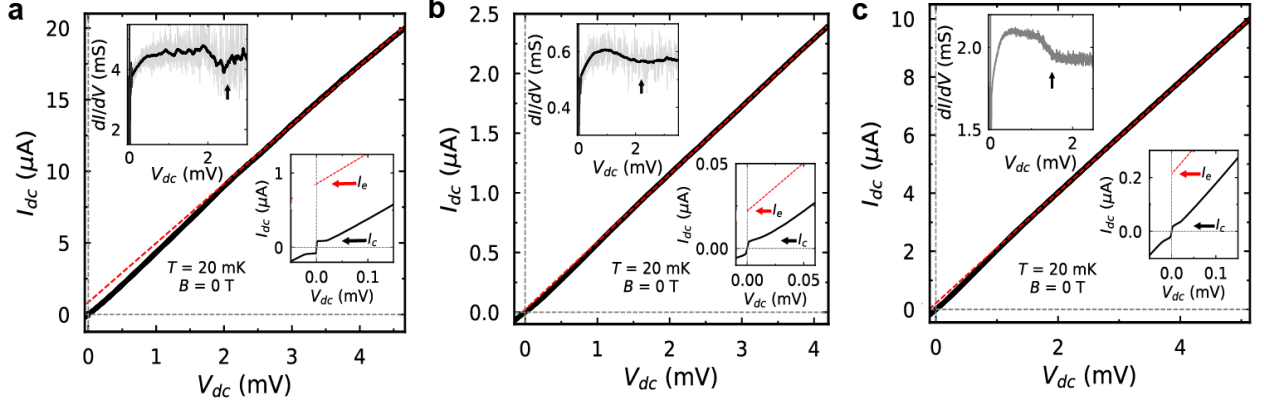 a
20
15
10
5
0
I_dc (μA)
0 1 2 3 4
V_dc (mV)
dI/dV (mS)
4
2
0 2
V_dc (mV)
I_dc (μA)
1
0
I_e
I_c
0.0 0.1
V_dc (mV)
T = 20 mK
B = 0 T
b
2.5
2.0
1.5
1.0
0.5
0.0
I_dc (μA)
0 1 2 3 4
V_dc (mV)
dI/dV (mS)
0.6
0.4
0 2
V_dc (mV)
I_dc (μA)
0.05
0.00
I_e
I_c
0.00 0.05
V_dc (mV)
T = 20 mK
B = 0 T
c
10
8
6
4
2
0
I_dc (μA)
0 2 4
V_dc (mV)
dI/dV (mS)
2.0
1.5
0 2
V_dc (mV)
I_dc (μA)
0.2
0.0
I_e
I_c
0.0 0.1
V_dc (mV)
T = 20 mK
B = 0 T